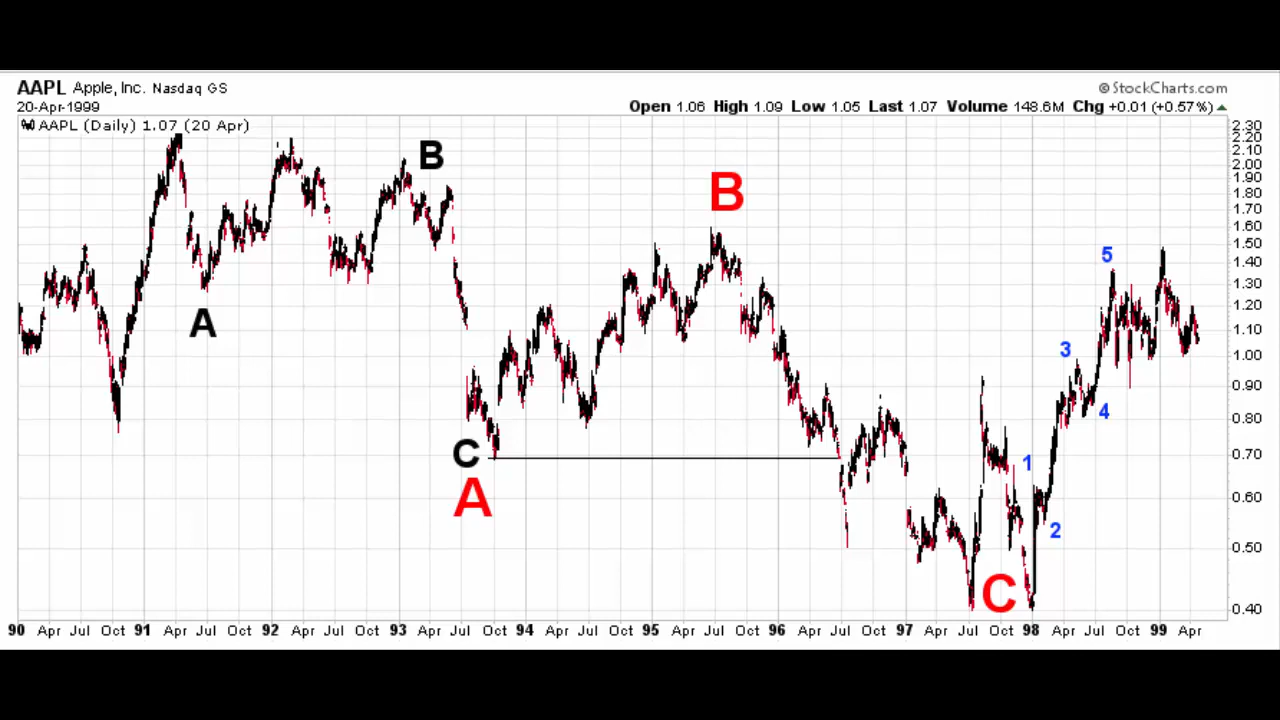 AAPL Apple, Inc. Nasdaq GS
© StockCharts.com
20-Apr-1999
Open 1.06 High 1.09 Low 1.05 Last 1.07 Volume 148.6M Chg +0.01 (+0.57%)
AAPL (Daily) 1.07 (20 Apr)
2.30
2.20
2.10
2.00
1.90
1.80
1.70
1.60
1.50
1.40
1.30
1.20
1.10
1.00
0.90
0.80
0.70
0.60
0.50
0.40
B
B
A
C
A
C
5
3
4
1
2
90 Apr Jul Oct 91 Apr Jul Oct 92 Apr Jul Oct 93 Apr Jul Oct 94 Apr Jul Oct 95 Apr Jul Oct 96 Apr Jul Oct 97 Apr Jul Oct 98 Apr Jul Oct 99 Apr